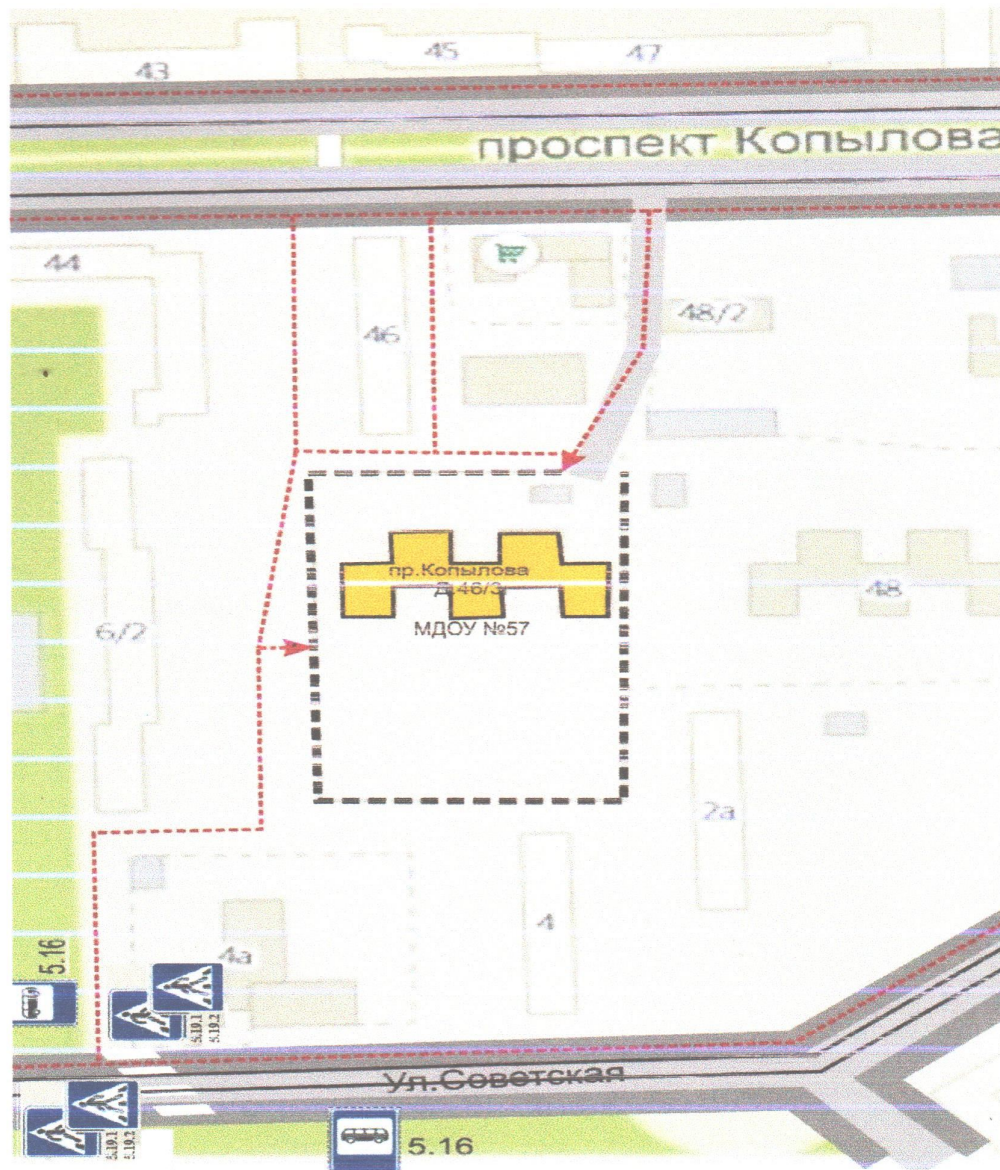 43
45
47
проспект Копылова
44
46
48/2
пр.Копылова
Д.46/3
МДОУ №57
48
6/2
2а
4
4а
5.16
5.19.1
5.19.2
Ул.Советская
5.19.1
5.19.2
5.16